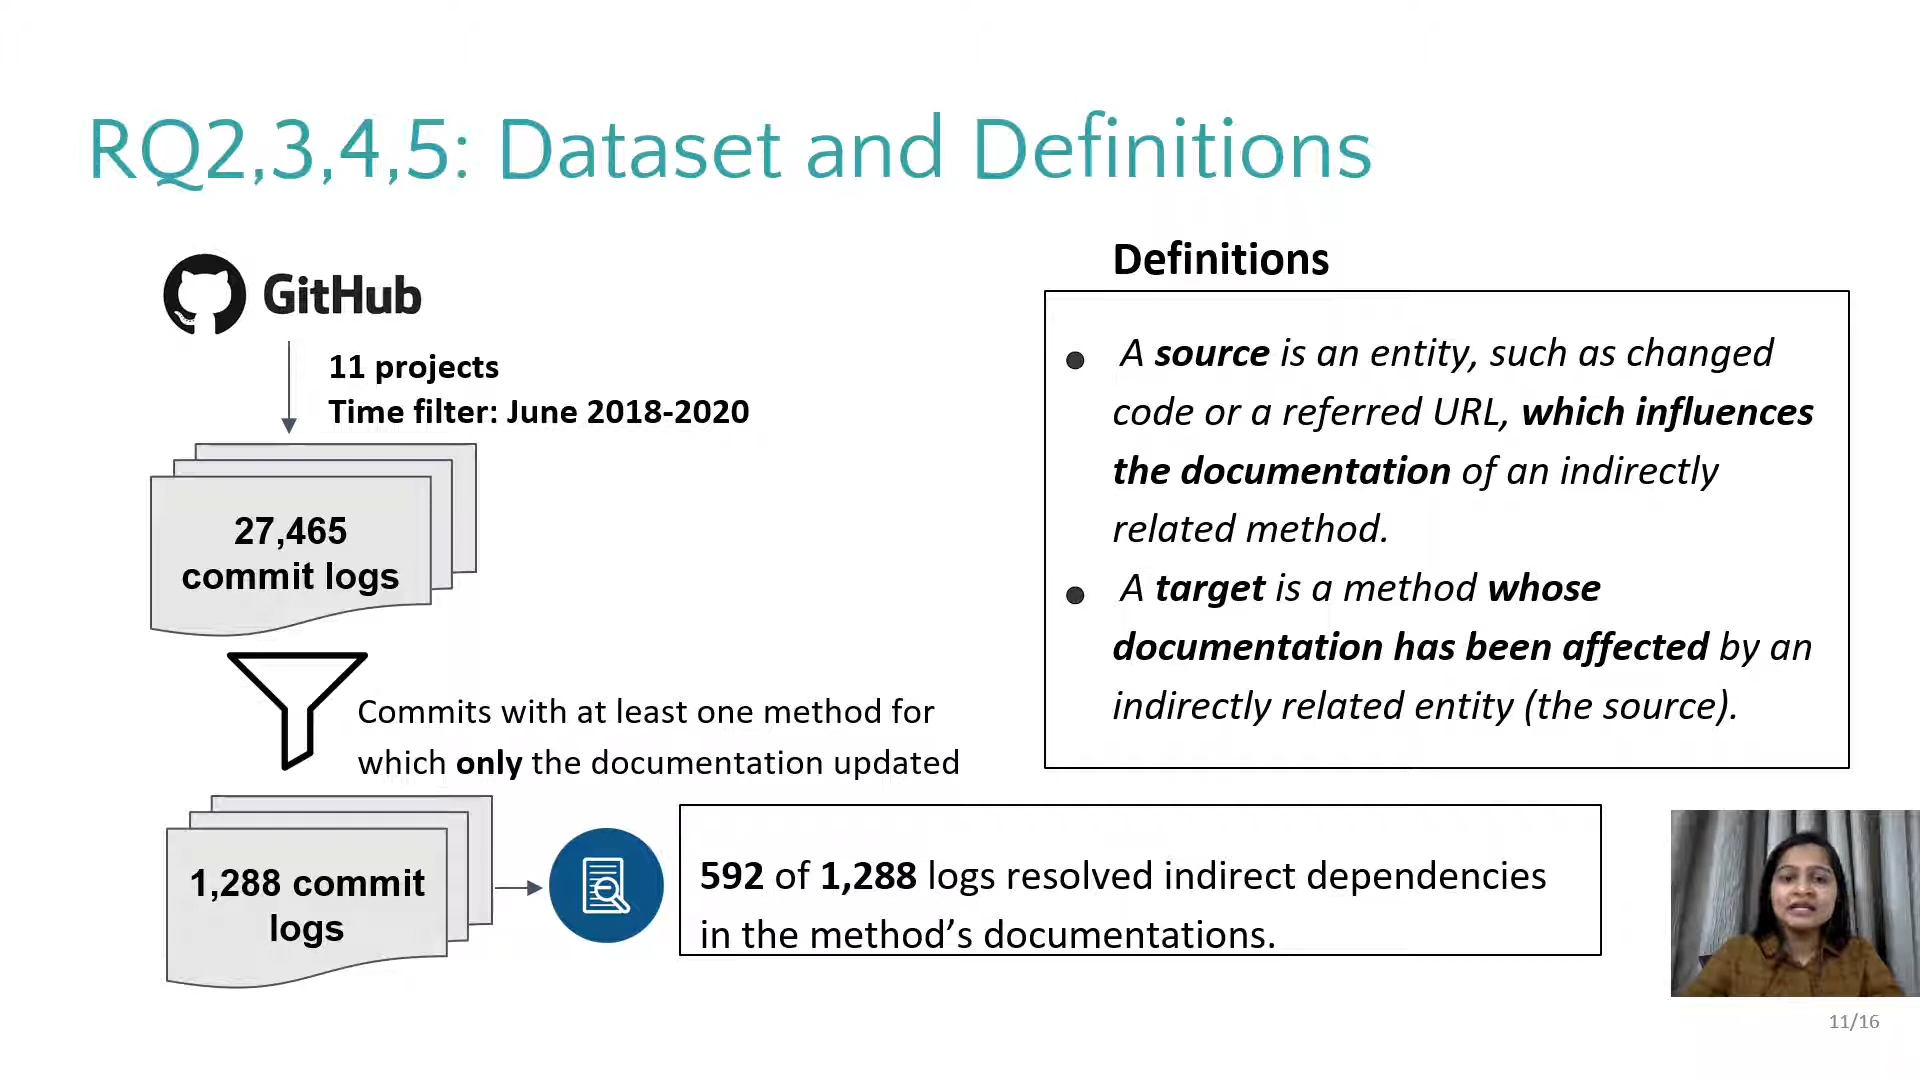 RQ2,3,4,5: Dataset and Definitions
GitHub
11 projects
Time filter: June 2018-2020
27,465
commit logs
Commits with at least one method for
which only the documentation updated
1,288 commit
logs
592 of 1,288 logs resolved indirect dependencies
in the method’s documentations.
Definitions
● A source is an entity, such as changed
code or a referred URL, which influences
the documentation of an indirectly
related method.
● A target is a method whose
documentation has been affected by an
indirectly related entity (the source).
11/16